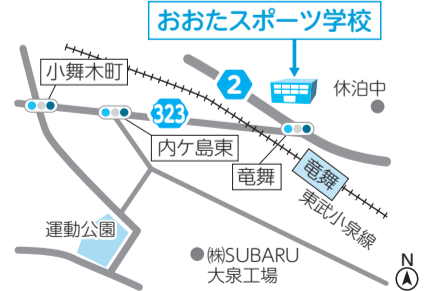 おおたスポーツ学校
小舞木町
2
休泊中
323
内ケ島東
竜舞
竜舞
東武小泉線
運動公園
㈱SUBARU
大泉工場
N